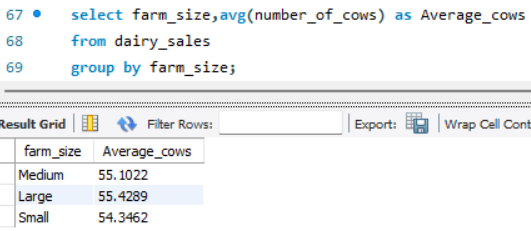 67 select farm_size,avg(number_of_cows) as Average_cows
68 from dairy_sales
69 group by farm_size;
Result Grid Filter Rows: Export: Wrap Cell Cont
farm_size Average_cows
Medium 55.1022
Large 55.4289
Small 54.3462